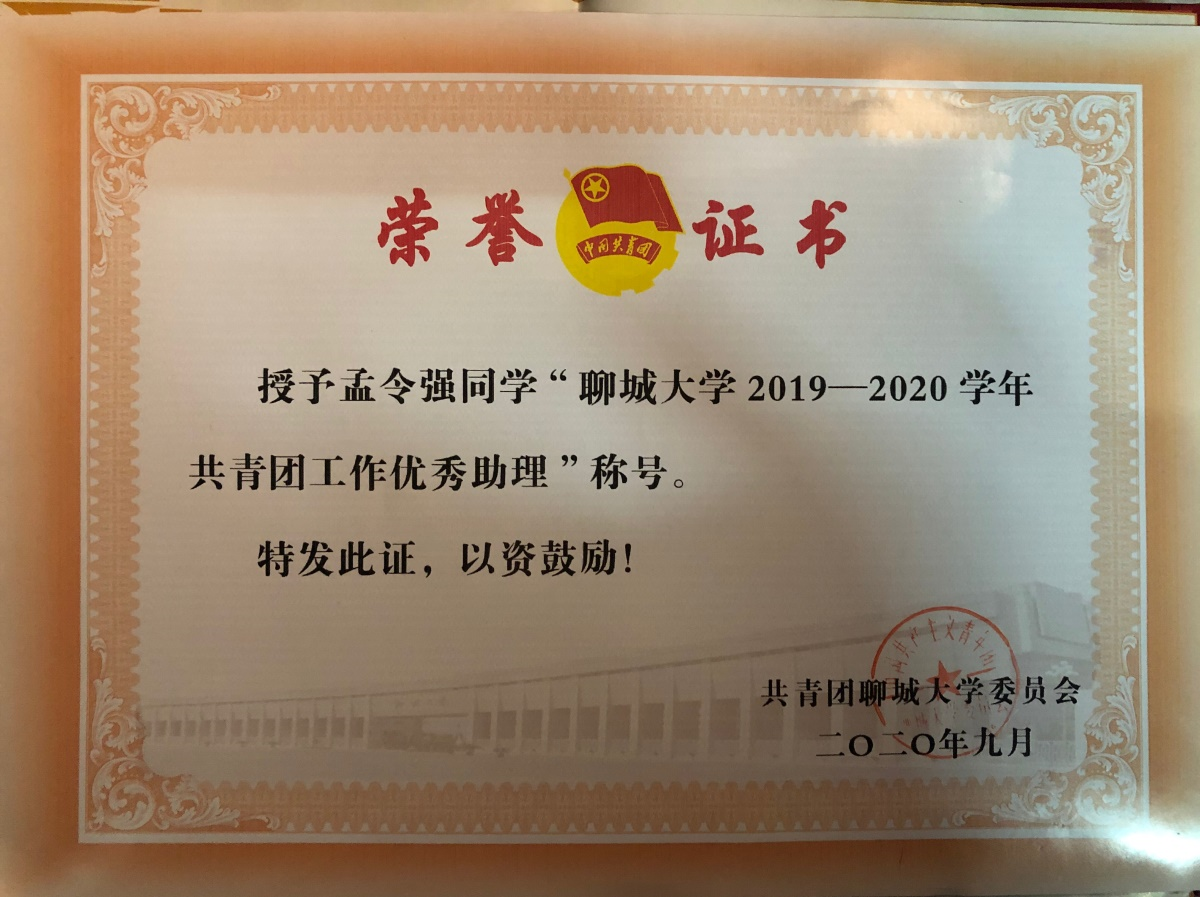 荣誉证书
中国共青团
授予孟令强同学“聊城大学2019—2020学年
共青团工作优秀助理”称号。
特发此证，以资鼓励！
共青团聊城大学委员会
二〇二〇年九月